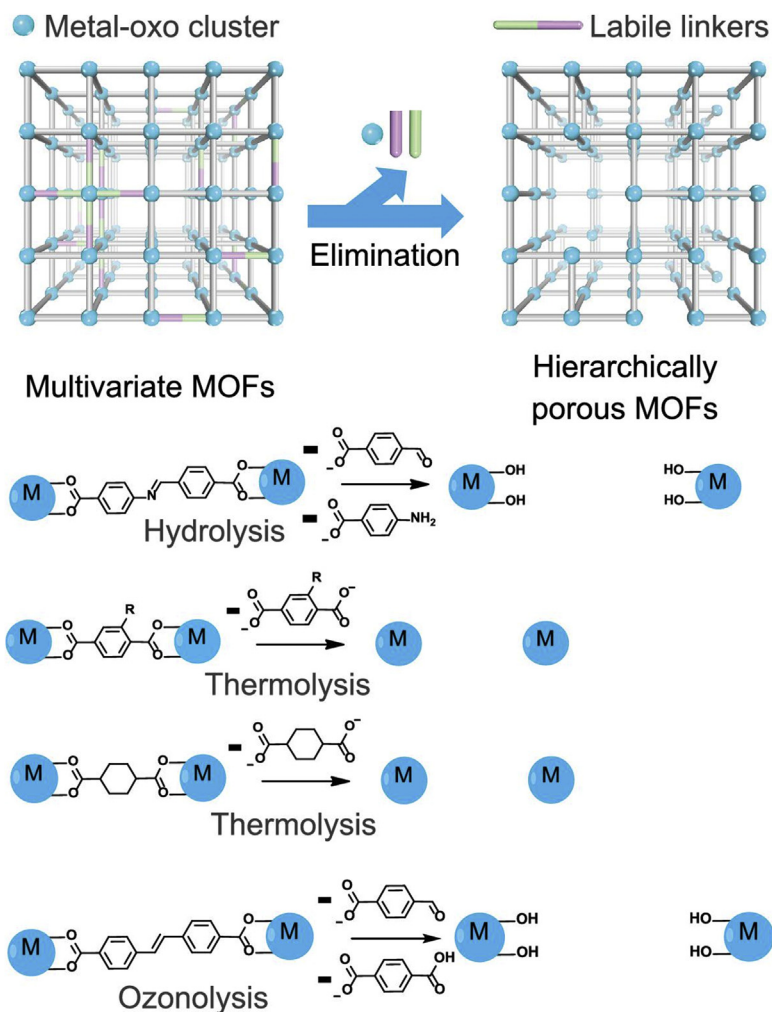 Metal-oxo cluster
Labile linkers
Elimination
Multivariate MOFs
Hierarchically
porous MOFs
M O O N O O M
O O⁻ O
M OH OH
HO HO M
Hydrolysis
O O⁻ NH₂
M O O R O O M
O O⁻ R O O⁻
M M
Thermolysis
M O O O O M
O O⁻ O O⁻
M M
Thermolysis
M O O O O M
O O⁻ O
M OH OH
HO HO M
O O⁻ OH O
Ozonolysis